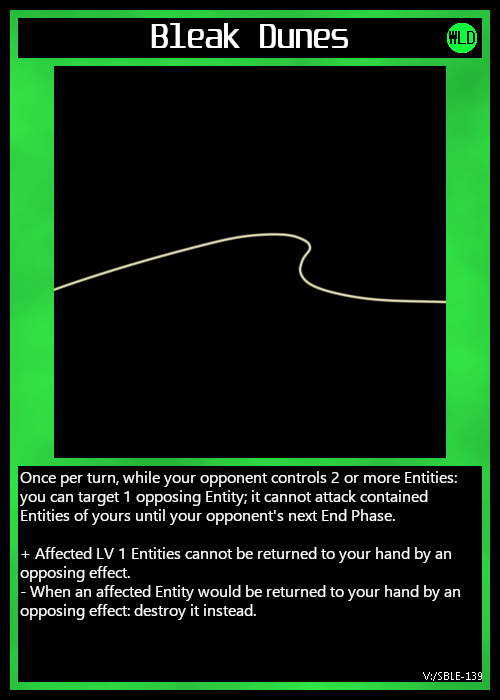 Bleak Dunes
WLD
Once per turn, while your opponent controls 2 or more Entities:
you can target 1 opposing Entity; it cannot attack contained
Entities of yours until your opponent's next End Phase.
+ Affected LV 1 Entities cannot be returned to your hand by an
opposing effect.
- When an affected Entity would be returned to your hand by an
opposing effect: destroy it instead.
V:/SBLE-139